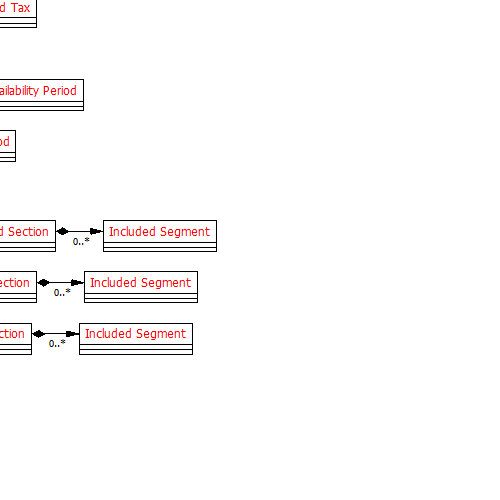 d Tax
ailability Period
od
d Section
0..*
Included Segment
ection
0..*
Included Segment
ction
0..*
Included Segment